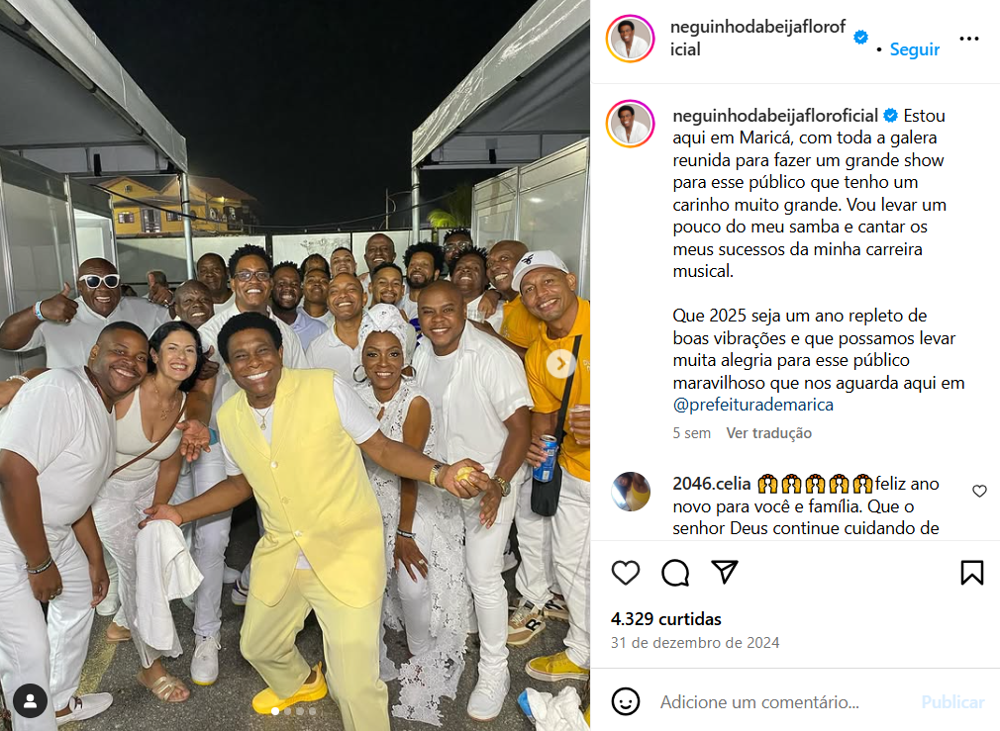 neguinhodabeijaflorof
icial
• Seguir
neguinhodabeijafloroficial Estou
aqui em Maricá, com toda a galera
reunida para fazer um grande show
para esse público que tenho um
carinho muito grande. Vou levar um
pouco do meu samba e cantar os
meus sucessos da minha carreira
musical.
Que 2025 seja um ano repleto de
boas vibrações e que possamos levar
muita alegria para esse público
maravilhoso que nos aguarda aqui em
@prefeiturademarica
5 sem Ver tradução
2046.celia 🙌🙌🙌🙌🙌feliz ano
novo para você e família. Que o
senhor Deus continue cuidando de
4.329 curtidas
31 de dezembro de 2024
Adicione um comentário... Publicar